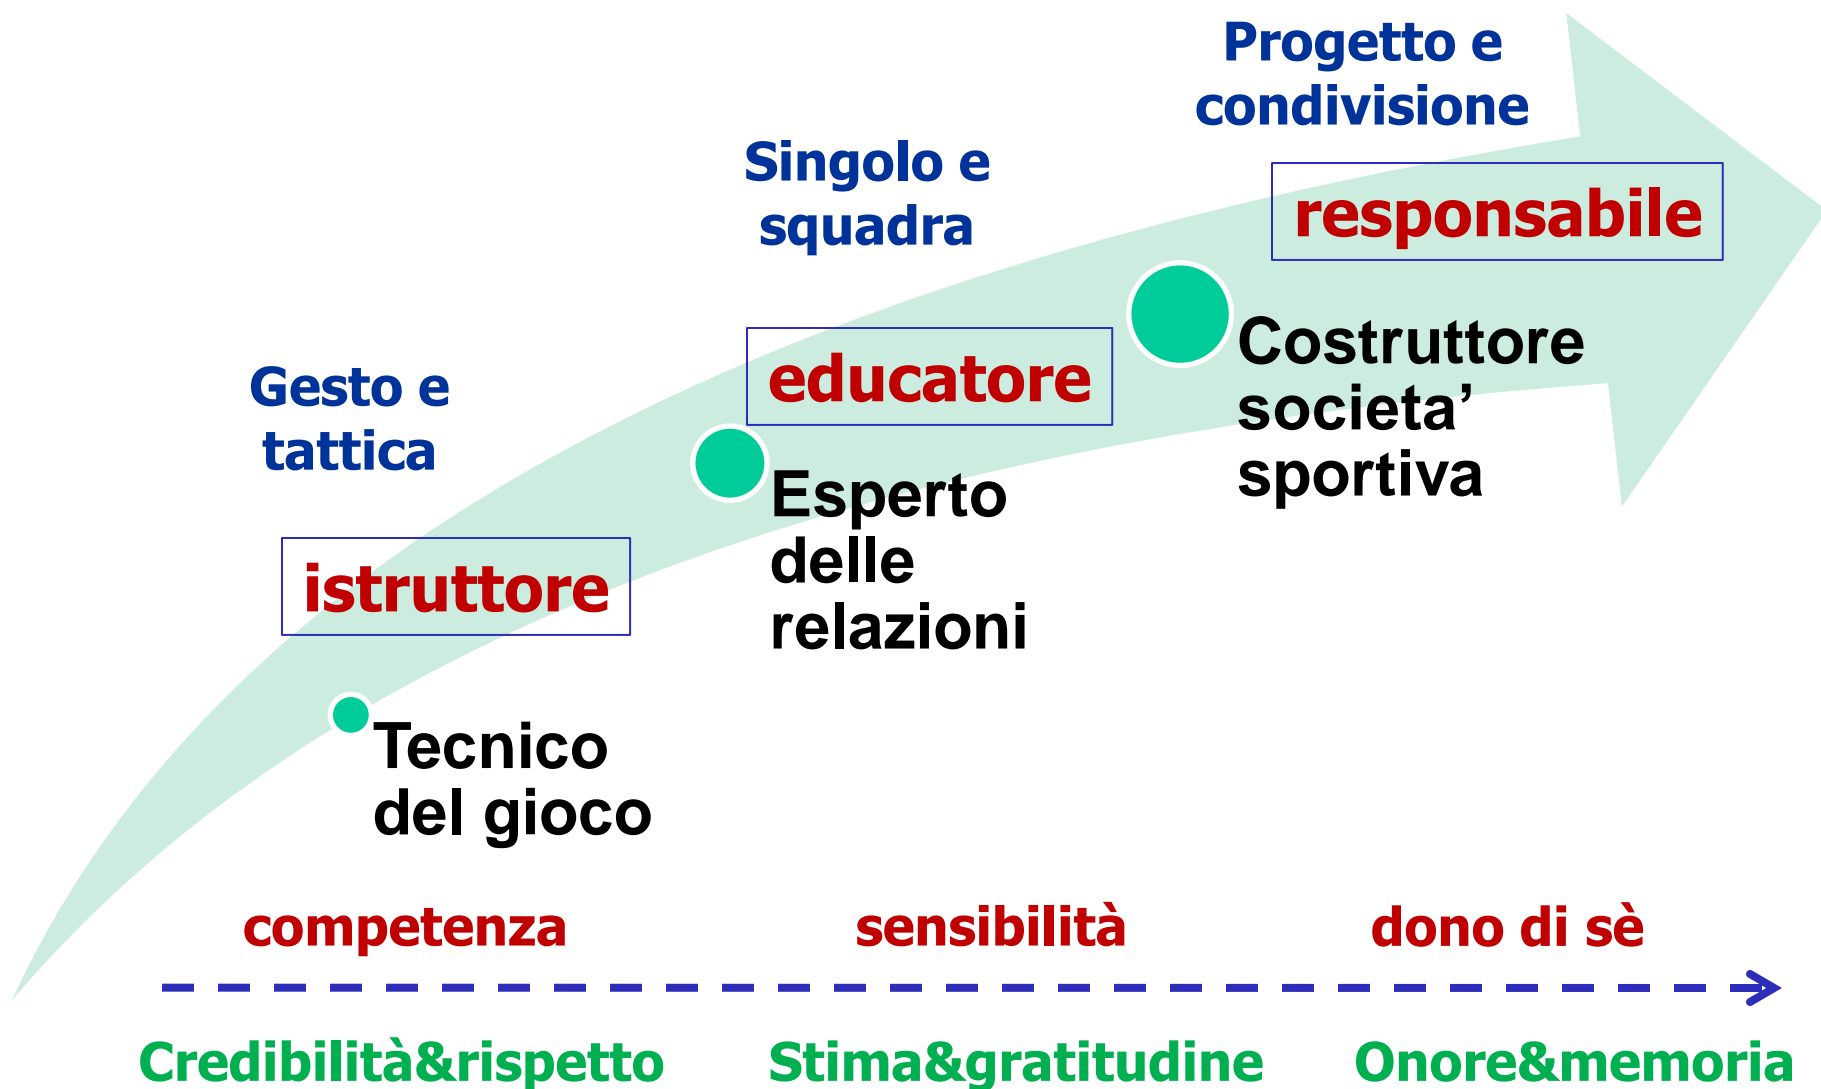 Progetto e
condivisione
responsabile
Costruttore
societa’
sportiva
Singolo e
squadra
educatore
Esperto
delle
relazioni
Gesto e
tattica
istruttore
Tecnico
del gioco
competenza
sensibilità
dono di sè
Credibilità&rispetto
Stima&gratitudine
Onore&memoria